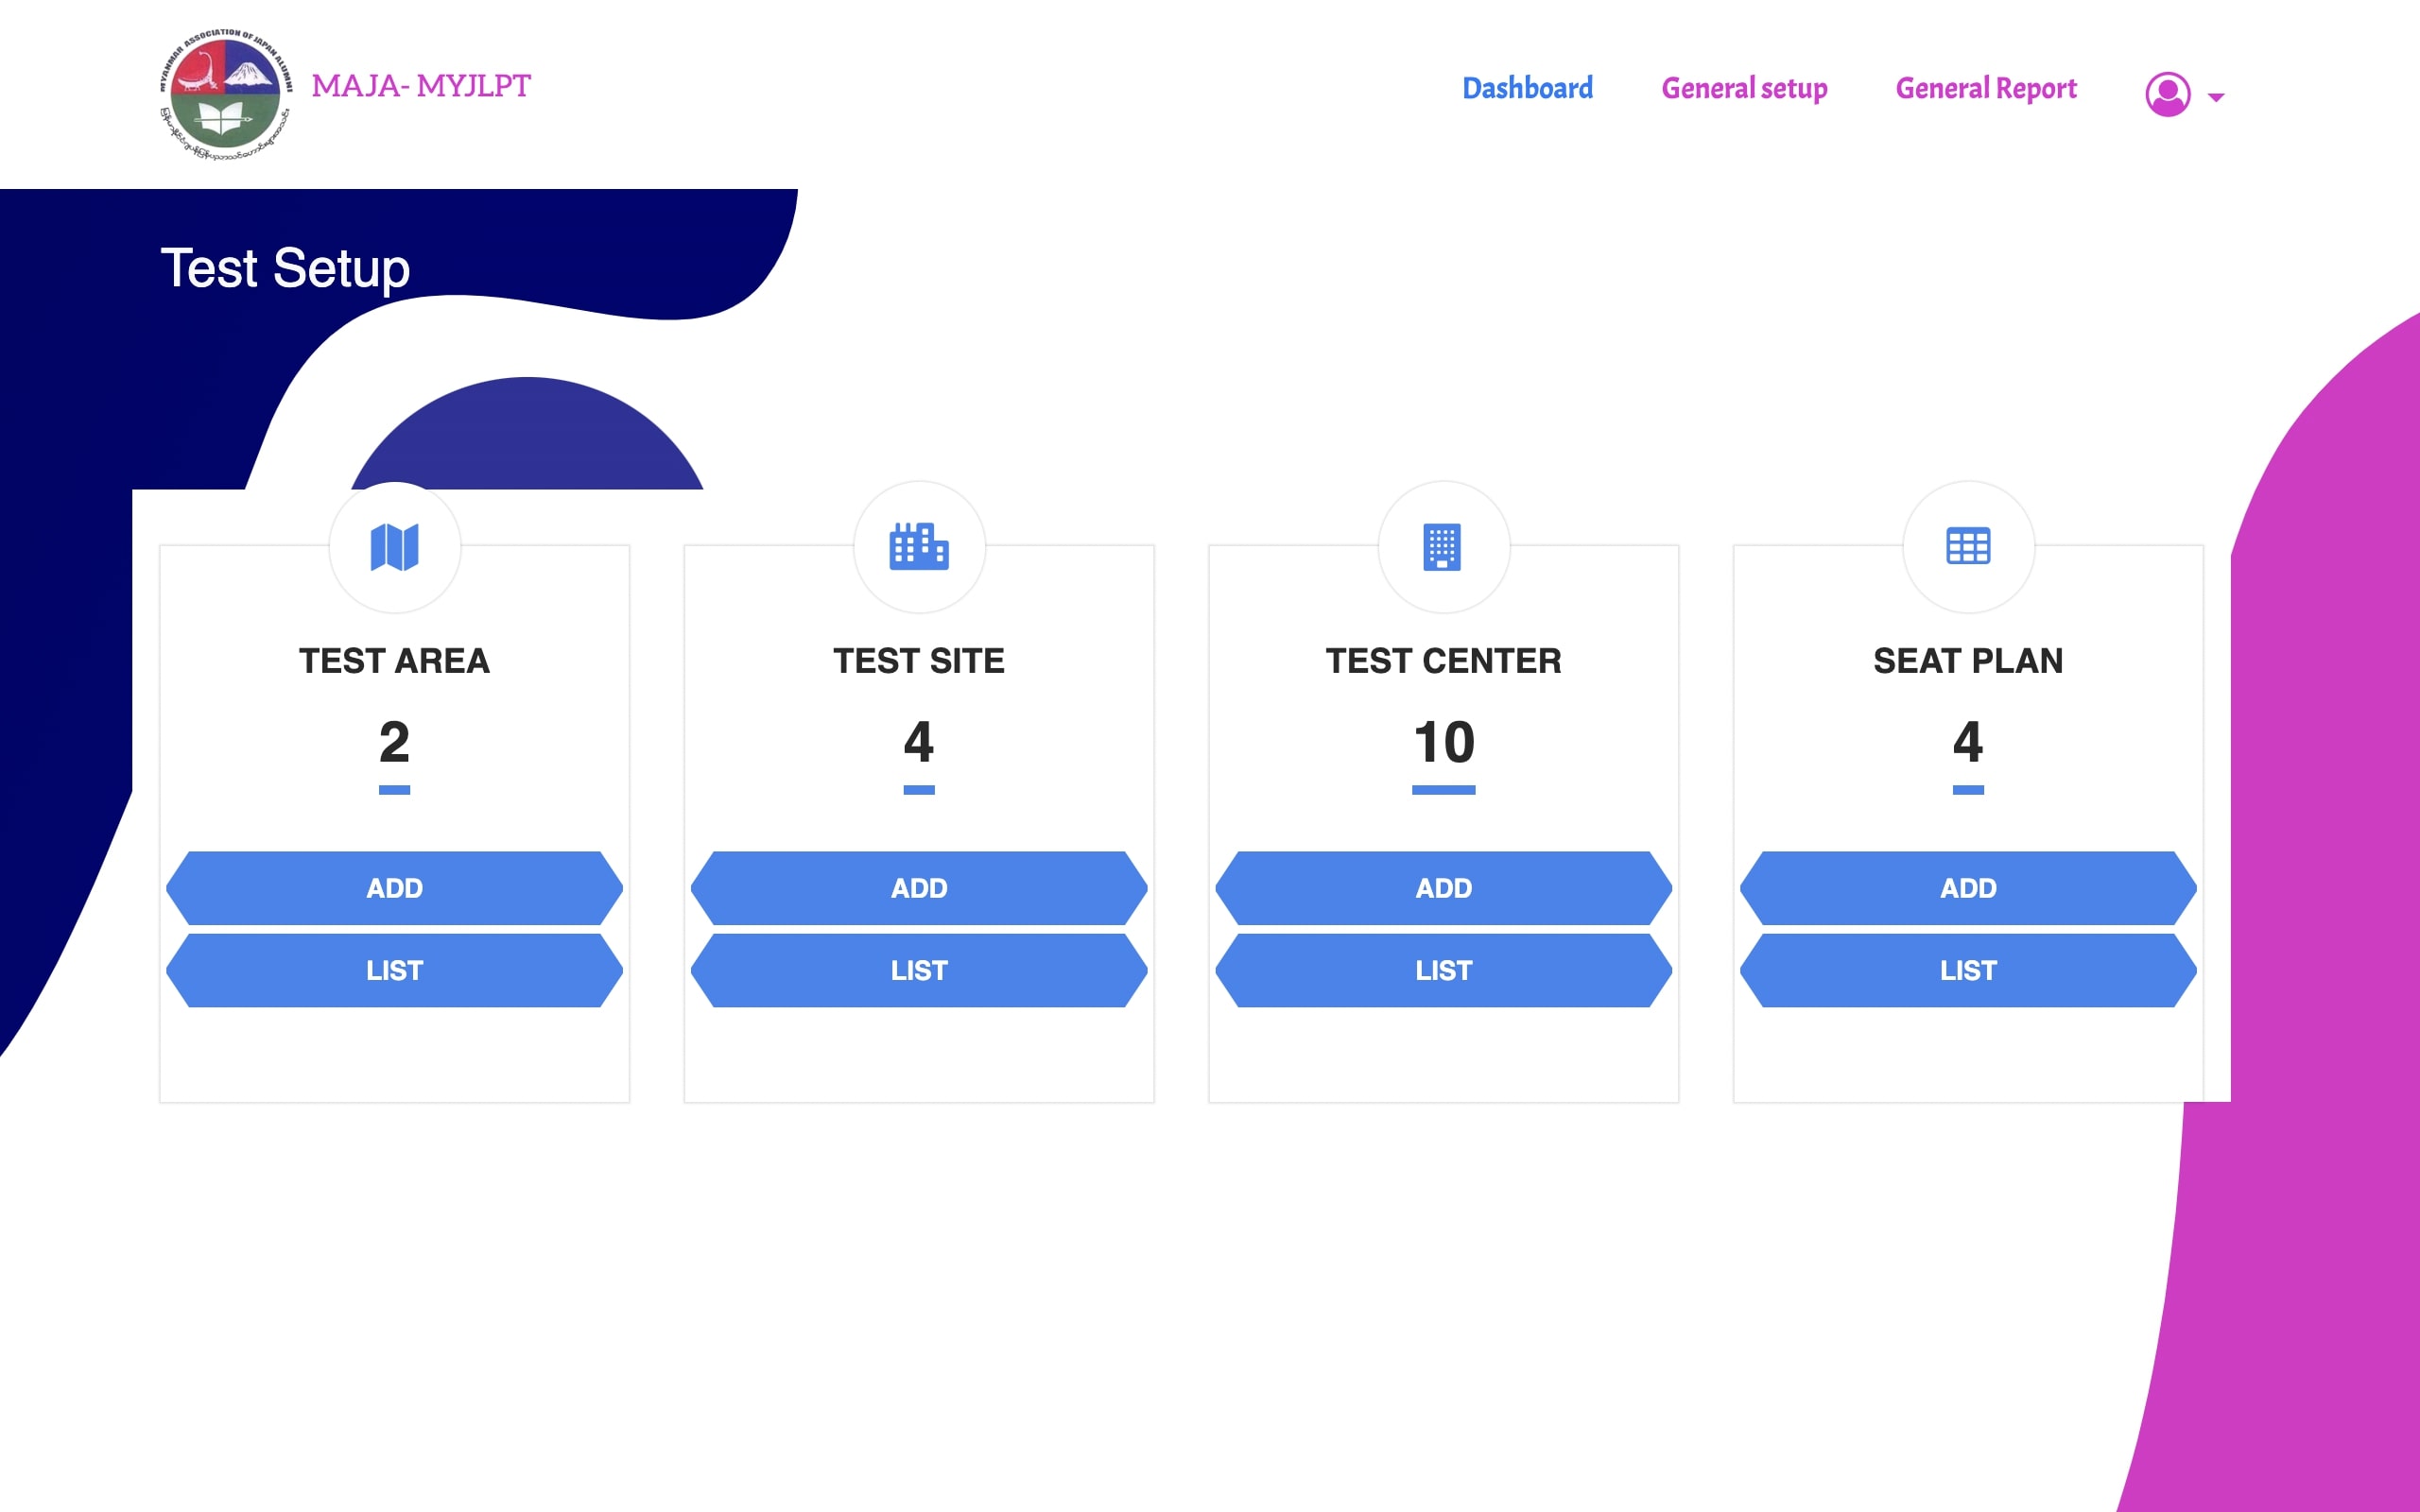 MYANMAR ASSOCIATION OF JAPAN ALUMNI
MAJA- MYJLPT
Dashboard
General setup
General Report
Test Setup
TEST AREA
2
ADD
LIST
TEST SITE
4
ADD
LIST
TEST CENTER
10
ADD
LIST
SEAT PLAN
4
ADD
LIST